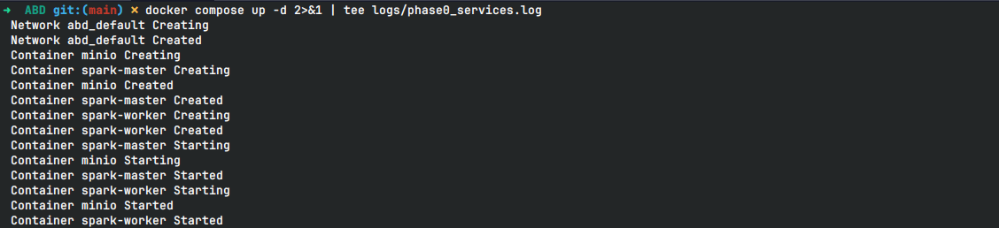 ➜ ABD git:(main) × docker compose up -d 2>&1 | tee logs/phase0_services.log
Network abd_default Creating
Network abd_default Created
Container minio Creating
Container spark-master Creating
Container minio Created
Container spark-master Created
Container spark-worker Creating
Container spark-worker Created
Container spark-master Starting
Container minio Starting
Container spark-master Started
Container spark-worker Starting
Container minio Started
Container spark-worker Started